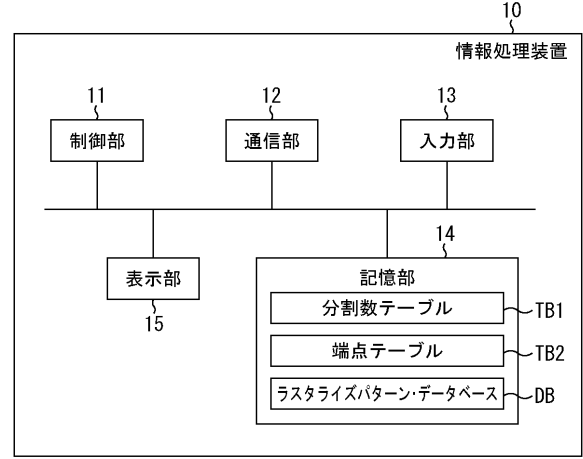 10
情報処理装置
11
12
13
制御部
通信部
入力部
14
表示部
15
記憶部
分割数テーブル
TB1
端点テーブル
TB2
ラスタライズパターン・データベース
DB